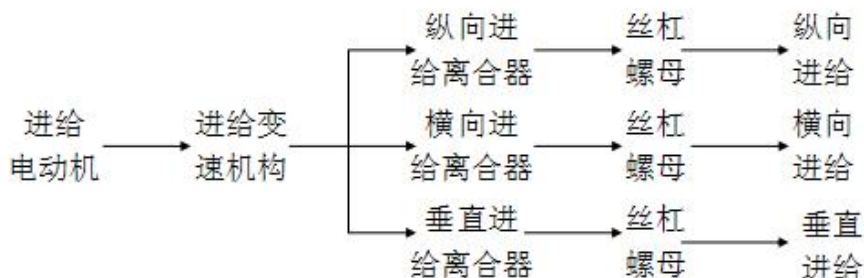 纵向进
给离合器
丝杠
螺母
纵向
进给
进给
电动机
进给变
速机构
横向进
给离合器
丝杠
螺母
横向
进给
垂直进
给离合器
丝杠
螺母
垂直
进给